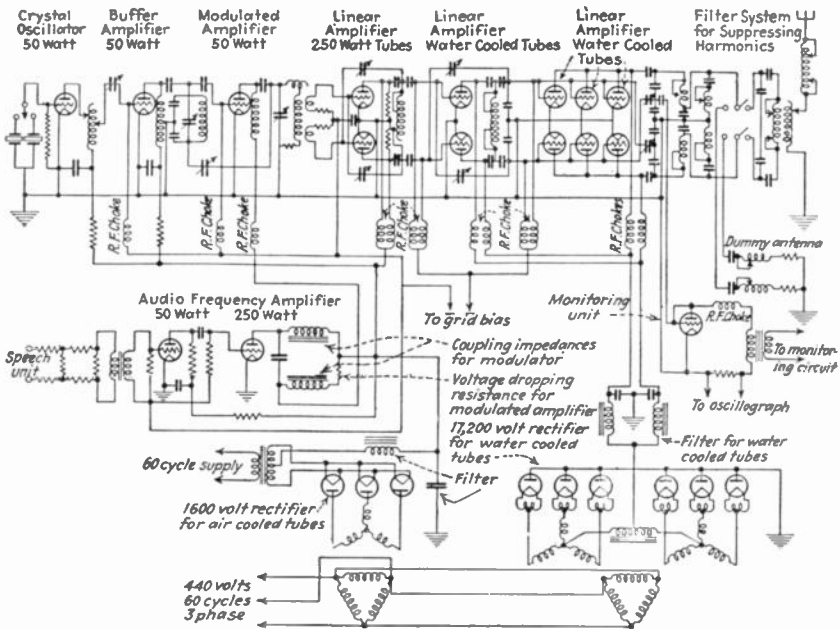 Crystal
Oscillator
50 Watt
Buffer
Amplifier
50 Watt
Modulated
Amplifier
50 Watt
Linear
Amplifier
250 Watt Tubes
Linear
Amplifier
Water Cooled Tubes
Linear
Amplifier
Water Cooled
Tubes
Filter System
for Suppressing
Harmonics
R.F. Choke
R.F. Choke
R.F. Choke
R.F. Choke
R.F. Choke
R.F. Chokes
Dummy antenna
Audio Frequency Amplifier
50 Watt
250 Watt
To grid bias
Monitoring
unit
R.F. Choke
Speech
unit
Coupling impedances
for modulator
To monitor-
ing circuit
Voltage dropping
resistance for
modulated amplifier
To oscillograph
17,200 volt rectifier
for water cooled
tubes
Filter for water
cooled tubes
60 cycle supply
Filter
1600 volt rectifier
for air cooled tubes
440 volts
60 cycles
3 phase